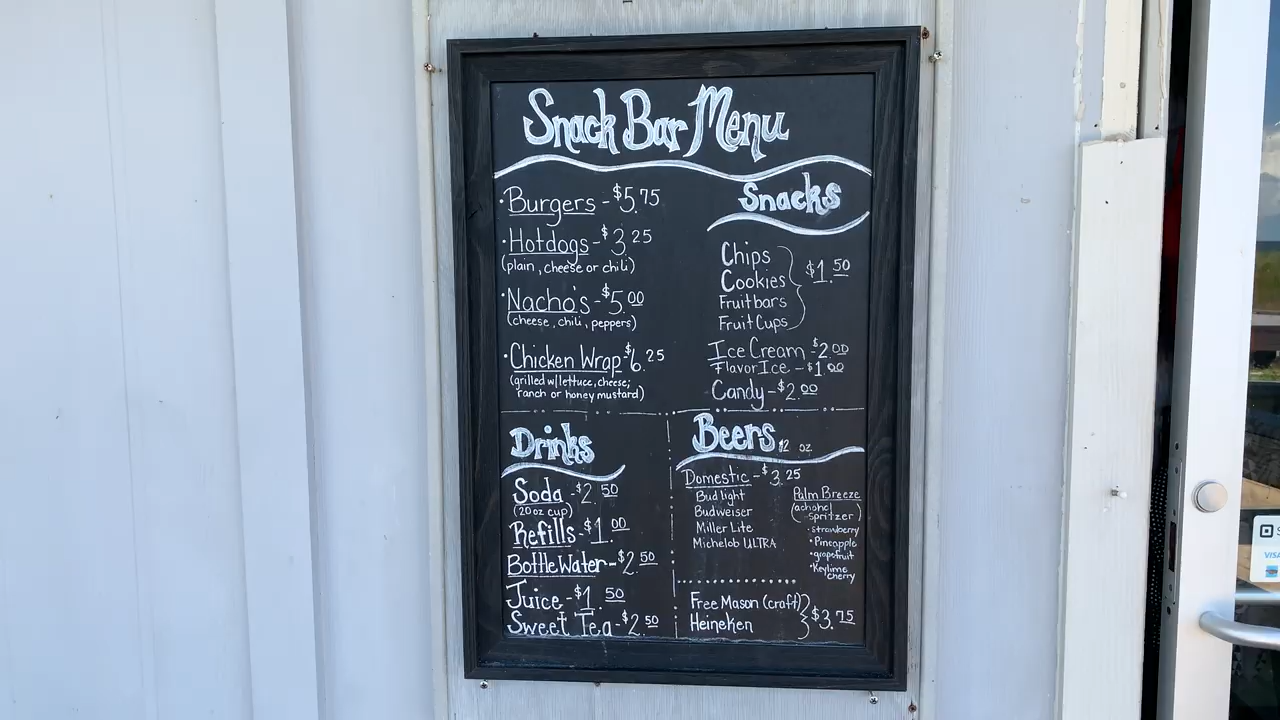 Snack Bar Menu
· Burgers - $5.75
· Hotdogs - $3.25
(plain, cheese or chili)
· Nacho's - $5.00
(cheese, chili, peppers)
· Chicken Wrap - $6.25
(grilled w/lettuce, cheese,
ranch or honey mustard)
Snacks
Chips
Cookies
Fruit bars
Fruit Cups
$1.50
Ice Cream - $2.00
Flavor Ice - $1.00
Candy - $2.00
Drinks
Soda - $2.50
(20 oz cup)
Refills - $1.00
Bottle Water - $2.50
Juice - $1.50
Sweet Tea - $2.50
Beers 12 oz
Domestic - $3.25
Bud light
Budweiser
Miller Lite
Michelob ULTRA
Palm Breeze
(achohol
spritzer)
· strawberry
· Pineapple
· grapefruit
· Keylime
cherry
Free Mason (craft)
Heineken
$3.75
VISA